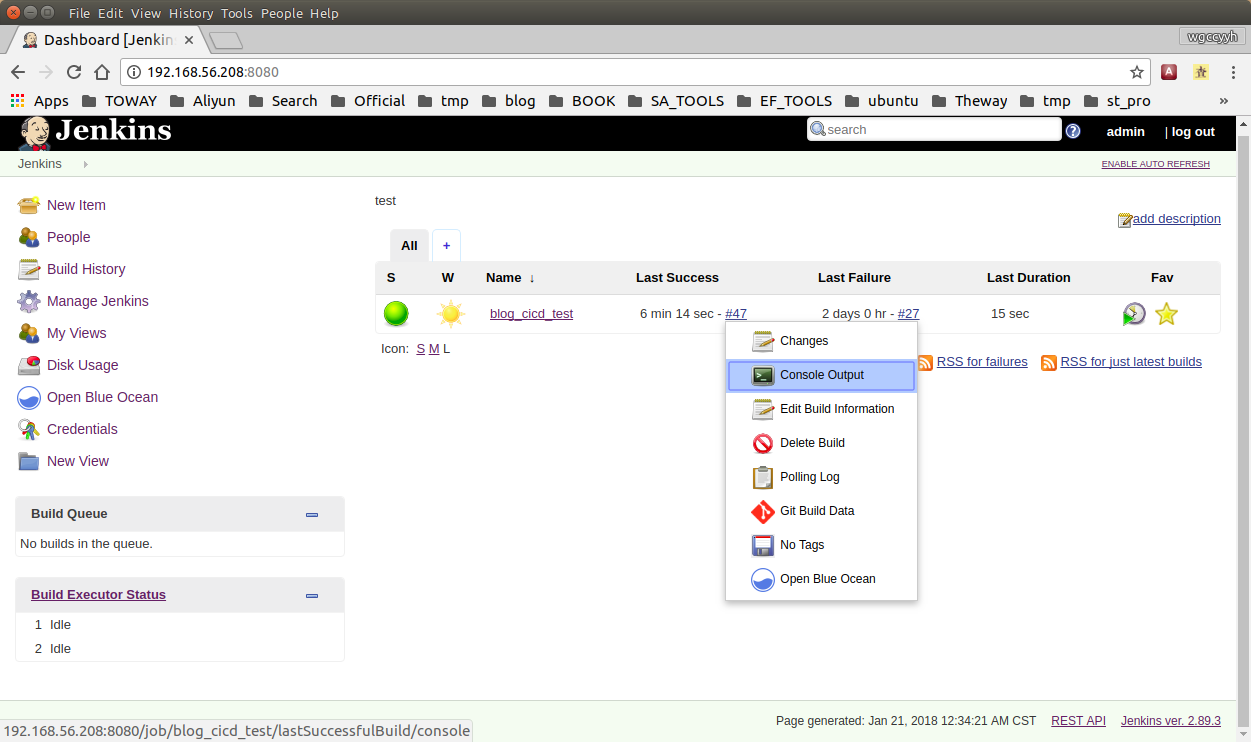 File Edit View History Tools People Help
Dashboard [Jenkin
wgccyyh
192.168.56.208:8080
Apps TOWAY Aliyun Search Official tmp blog BOOK SA_TOOLS EF_TOOLS ubuntu Theway tmp st_pro »
Jenkins
search
admin | log out
Jenkins
ENABLE AUTO REFRESH
New Item
People
Build History
Manage Jenkins
My Views
Disk Usage
Open Blue Ocean
Credentials
New View
Build Queue
No builds in the queue.
Build Executor Status
1 Idle
2 Idle
test
add description
All +
S W Name ↓ Last Success Last Failure Last Duration Fav
blog_cicd_test 6 min 14 sec - #47 2 days 0 hr - #27 15 sec
Icon: S M L
RSS for failures RSS for just latest builds
Changes
Console Output
Edit Build Information
Delete Build
Polling Log
Git Build Data
No Tags
Open Blue Ocean
Page generated: Jan 21, 2018 12:34:21 AM CST REST API Jenkins ver. 2.89.3
192.168.56.208:8080/job/blog_cicd_test/lastSuccessfulBuild/console